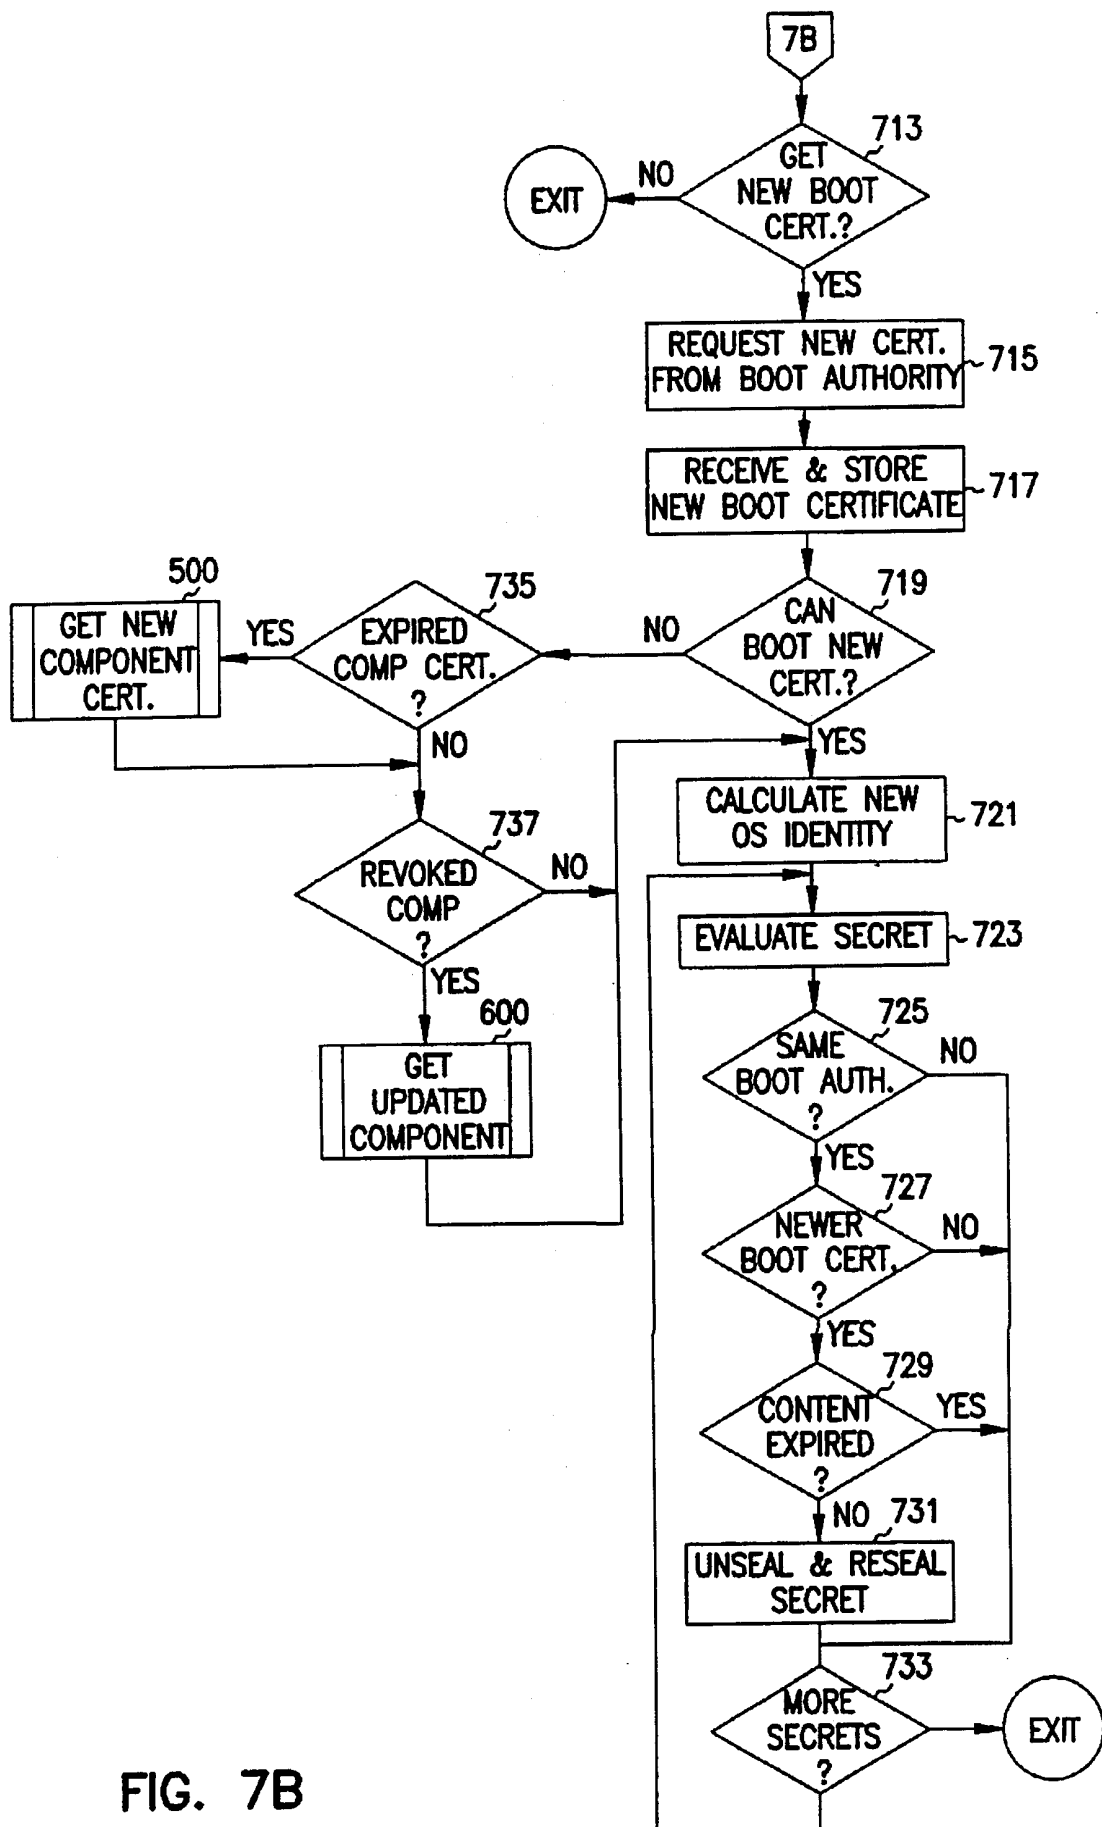 7B
713
GET
NEW BOOT
CERT.?
NO
EXIT
YES
REQUEST NEW CERT.
FROM BOOT AUTHORITY
715
RECEIVE & STORE
NEW BOOT CERTIFICATE
717
719
CAN
BOOT NEW
CERT.?
NO
YES
735
EXPIRED
COMP CERT.
?
YES
NO
500
GET NEW
COMPONENT
CERT.
737
REVOKED
COMP
?
NO
YES
600
GET
UPDATED
COMPONENT
CALCULATE NEW
OS IDENTITY
721
EVALUATE SECRET
723
725
SAME
BOOT AUTH.
?
NO
YES
727
NEWER
BOOT CERT.
?
NO
YES
729
CONTENT
EXPIRED
?
YES
NO
731
UNSEAL & RESEAL
SECRET
733
MORE
SECRETS
?
EXIT
FIG. 7B